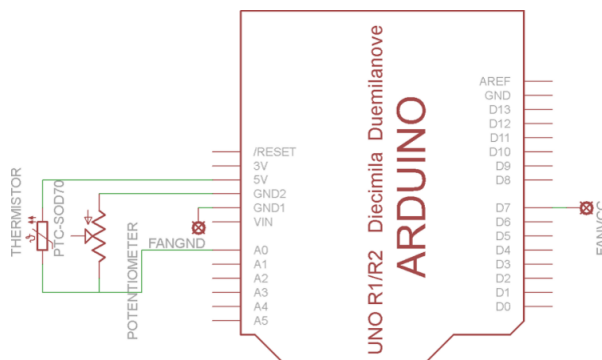 THERMISTOR
PTC-SOD70
POTENTIOMETER
FANGND
/RESET
3V
5V
GND2
GND1
VIN
A0
A1
A2
A3
A4
A5
UNO R1/R2 Diecimila Duemilanove
ARDUINO
AREF
GND
D13
D12
D11
D10
D9
D8
D7
D6
D5
D4
D3
D2
D1
D0
FANVCC